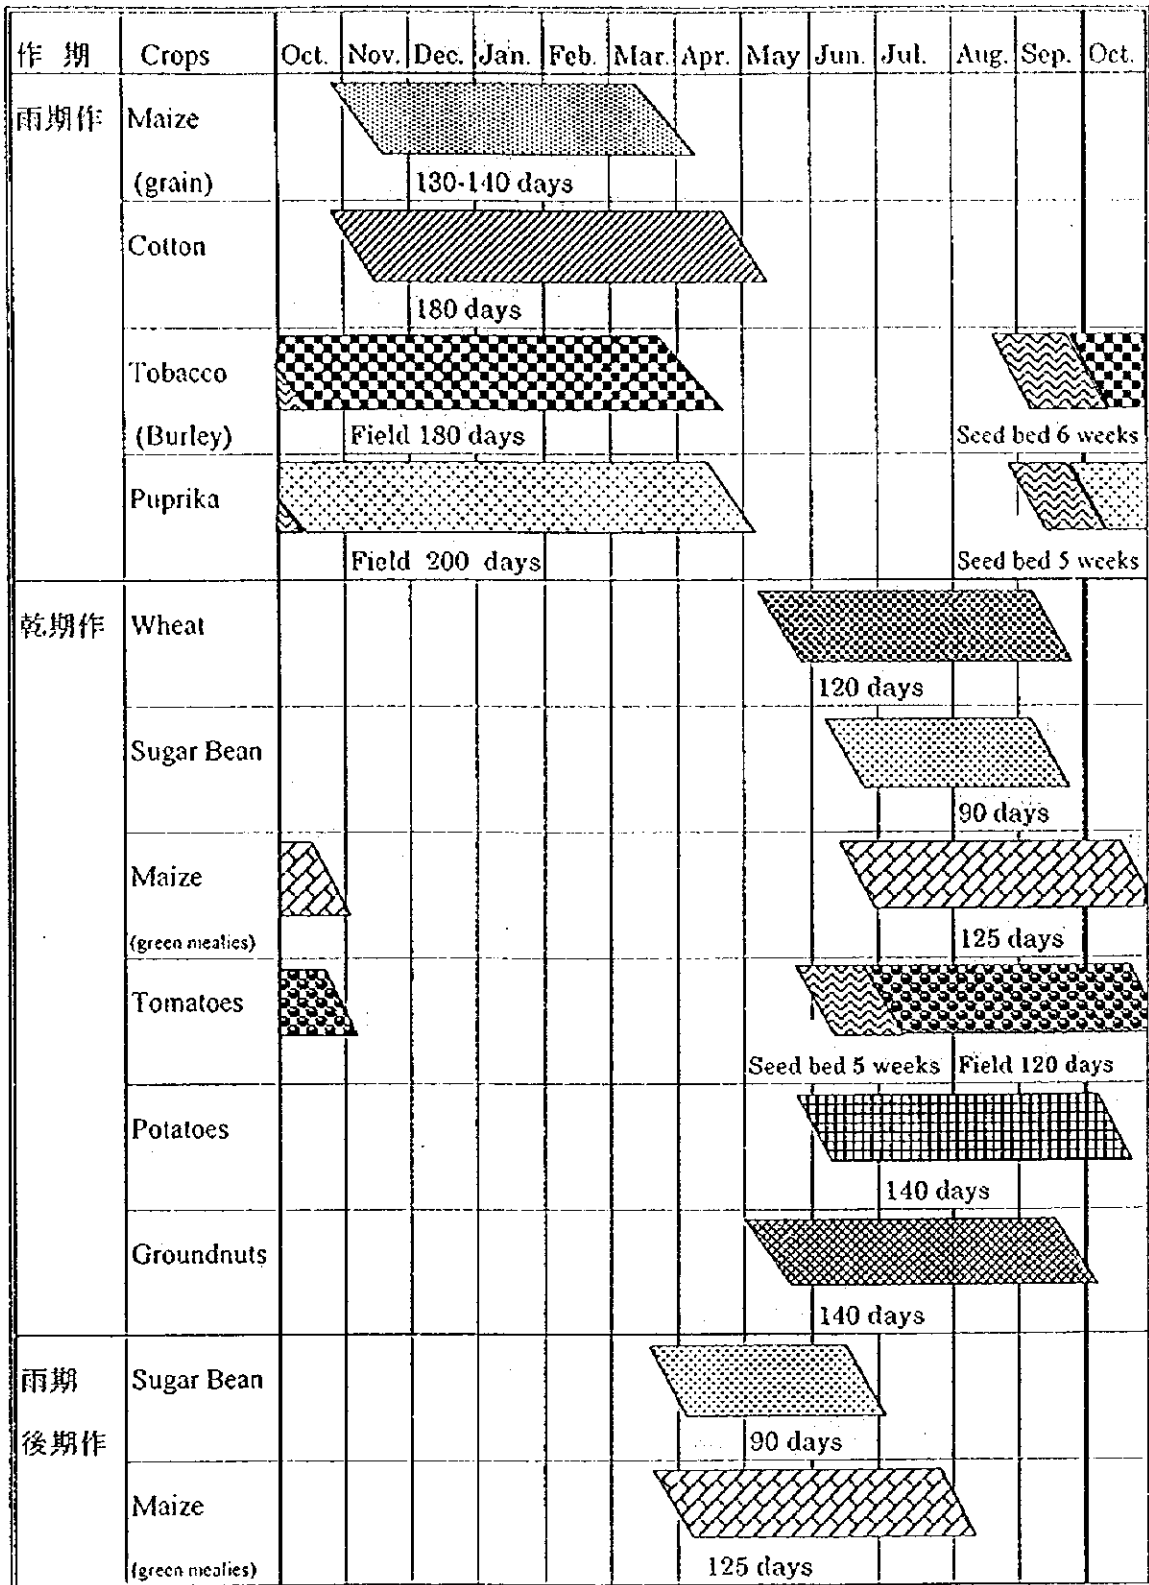 作 期 Crops Oct. Nov. Dec. Jan. Feb. Mar. Apr. May Jun. Jul. Aug. Sep. Oct.
雨期作 Maize
(grain) 130-140 days
Cotton
180 days
Tobacco
(Burley) Field 180 days Seed bed 6 weeks
Puprika
Field 200 days Seed bed 5 weeks
乾期作 Wheat
120 days
Sugar Bean
90 days
Maize
(green mealies) 125 days
Tomatoes
Seed bed 5 weeks Field 120 days
Potatoes
140 days
Groundnuts
140 days
雨期 Sugar Bean
後期作 90 days
Maize
(green mealies) 125 days